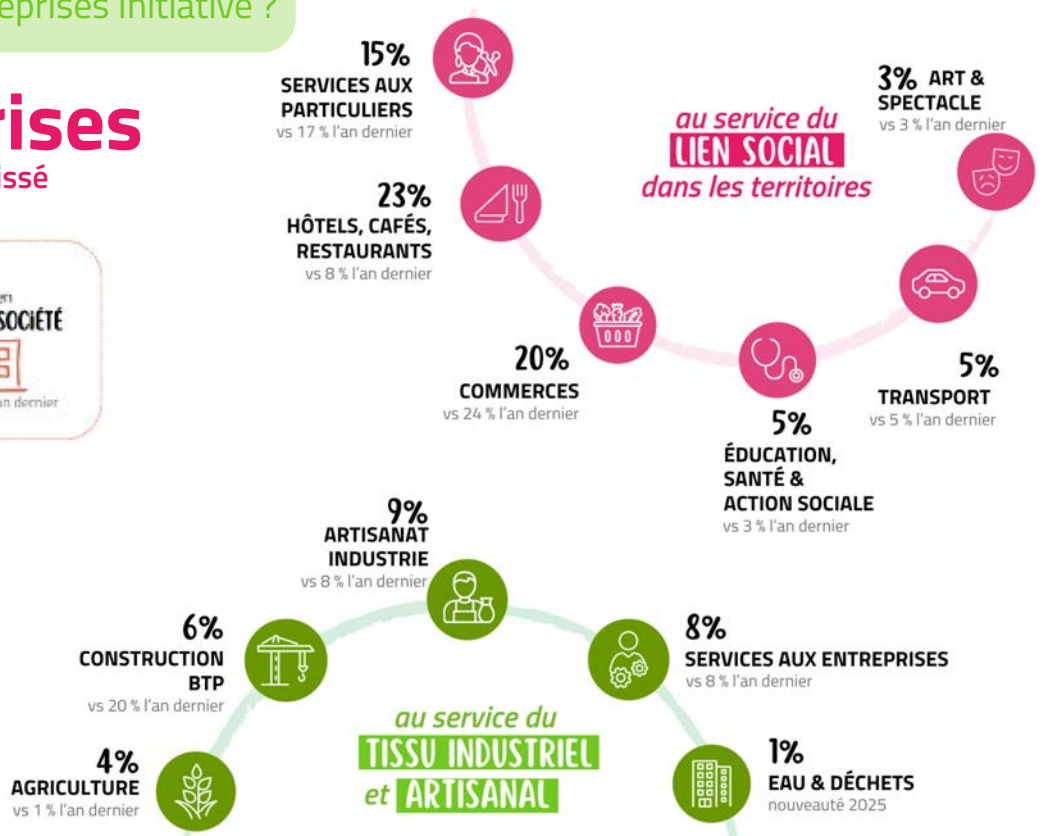 initiative ?
15%
SERVICES AUX
PARTICULIERS
vs 17 % l'an dernier
3% ART &
SPECTACLE
vs 3 % l'an dernier
au service du
LIEN SOCIAL
dans les territoires
23%
HÔTELS, CAFÉS,
RESTAURANTS
vs 8 % l'an dernier
SOCIÉTÉ
dernier
20%
COMMERCES
vs 24 % l'an dernier
5%
TRANSPORT
vs 5 % l'an dernier
5%
ÉDUCATION,
SANTÉ &
ACTION SOCIALE
vs 3 % l'an dernier
9%
ARTISANAT
INDUSTRIE
vs 8 % l'an dernier
6%
CONSTRUCTION
BTP
vs 20 % l'an dernier
8%
SERVICES AUX ENTREPRISES
vs 8 % l'an dernier
au service du
TISSU INDUSTRIEL
et ARTISANAL
4%
AGRICULTURE
vs 1 % l'an dernier
1%
EAU & DÉCHETS
nouveauté 2025